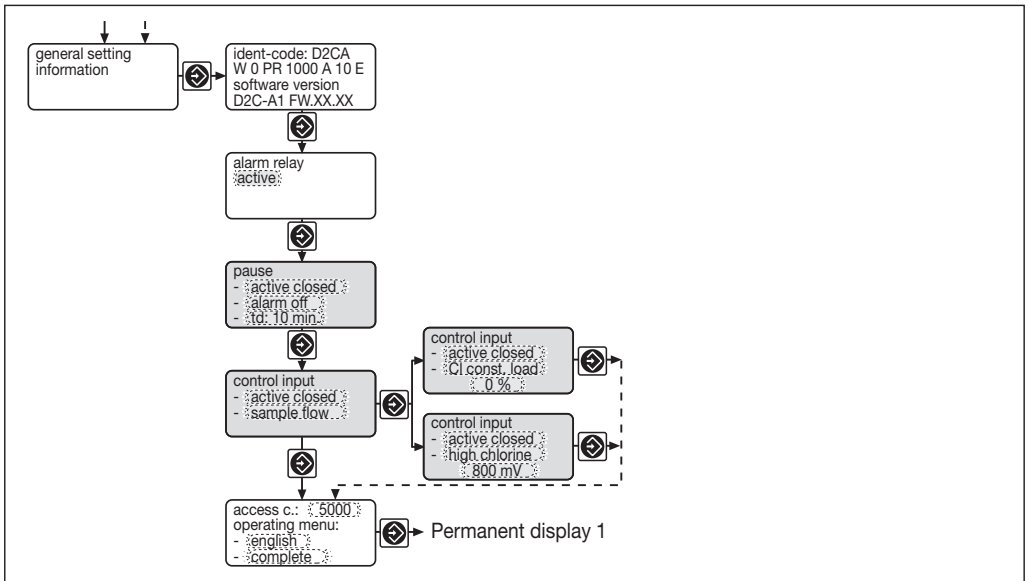 general setting
information
ident-code: D2CA
W 0 PR 1000 A 10 E
software version
D2C-A1 FW.XX.XX
alarm relay
active
pause
- active closed
- alarm off
- td: 10 min.
control input
- active closed
- sample flow
control input
- active closed
- Cl const. load
0 %
control input
- active closed
- high chlorine
800 mV
access c.: 5000
operating menu:
- english
- complete
Permanent display 1